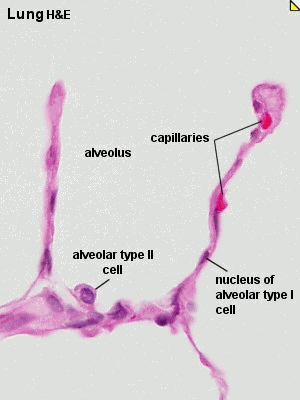 Lung H&E
capillaries
alveolus
alveolar type II
cell
nucleus of
alveolar type I
cell